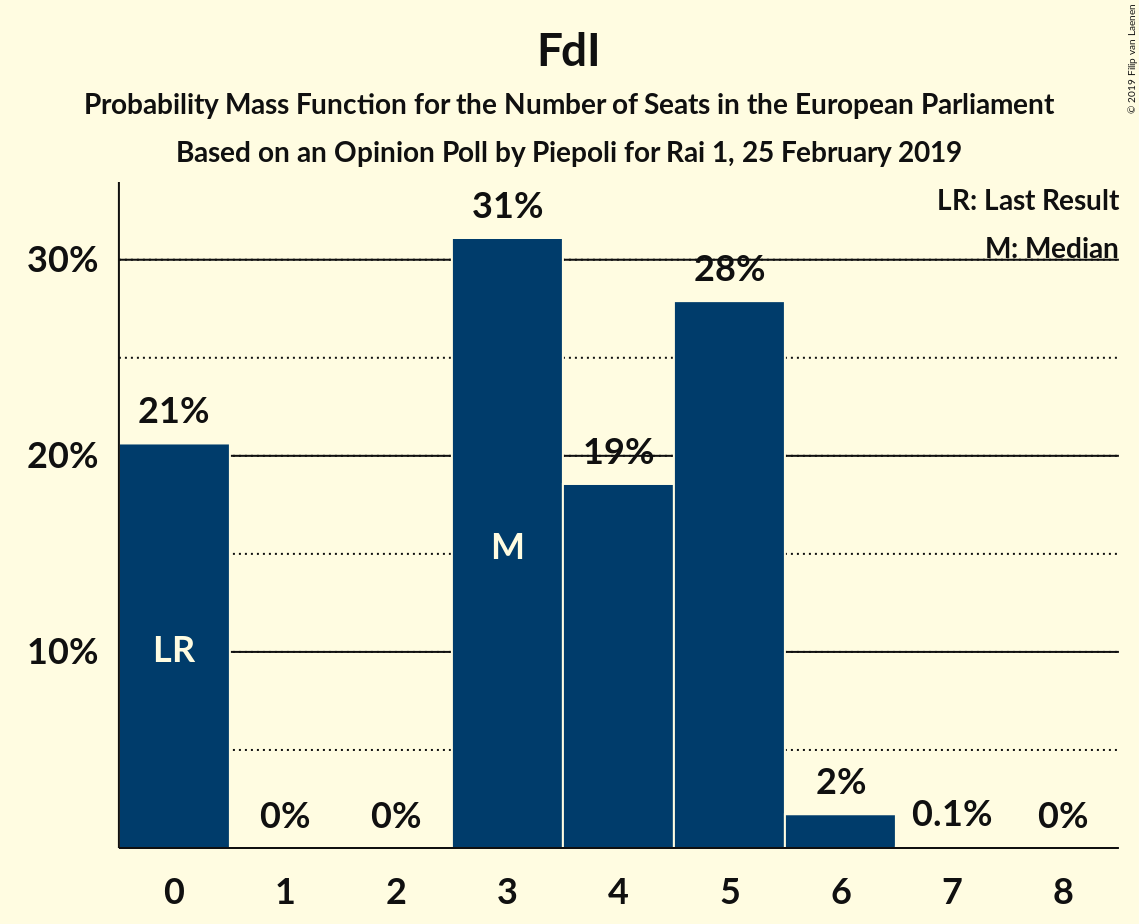 FdI
Probability Mass Function for the Number of Seats in the European Parliament
Based on an Opinion Poll by Piepoli for Rai 1, 25 February 2019
© 2019 Filip van Laenen
LR: Last Result
M: Median
30%
20%
10%
21%
0%
0%
31%
19%
28%
2%
0.1%
0%
LR
M
0 1 2 3 4 5 6 7 8